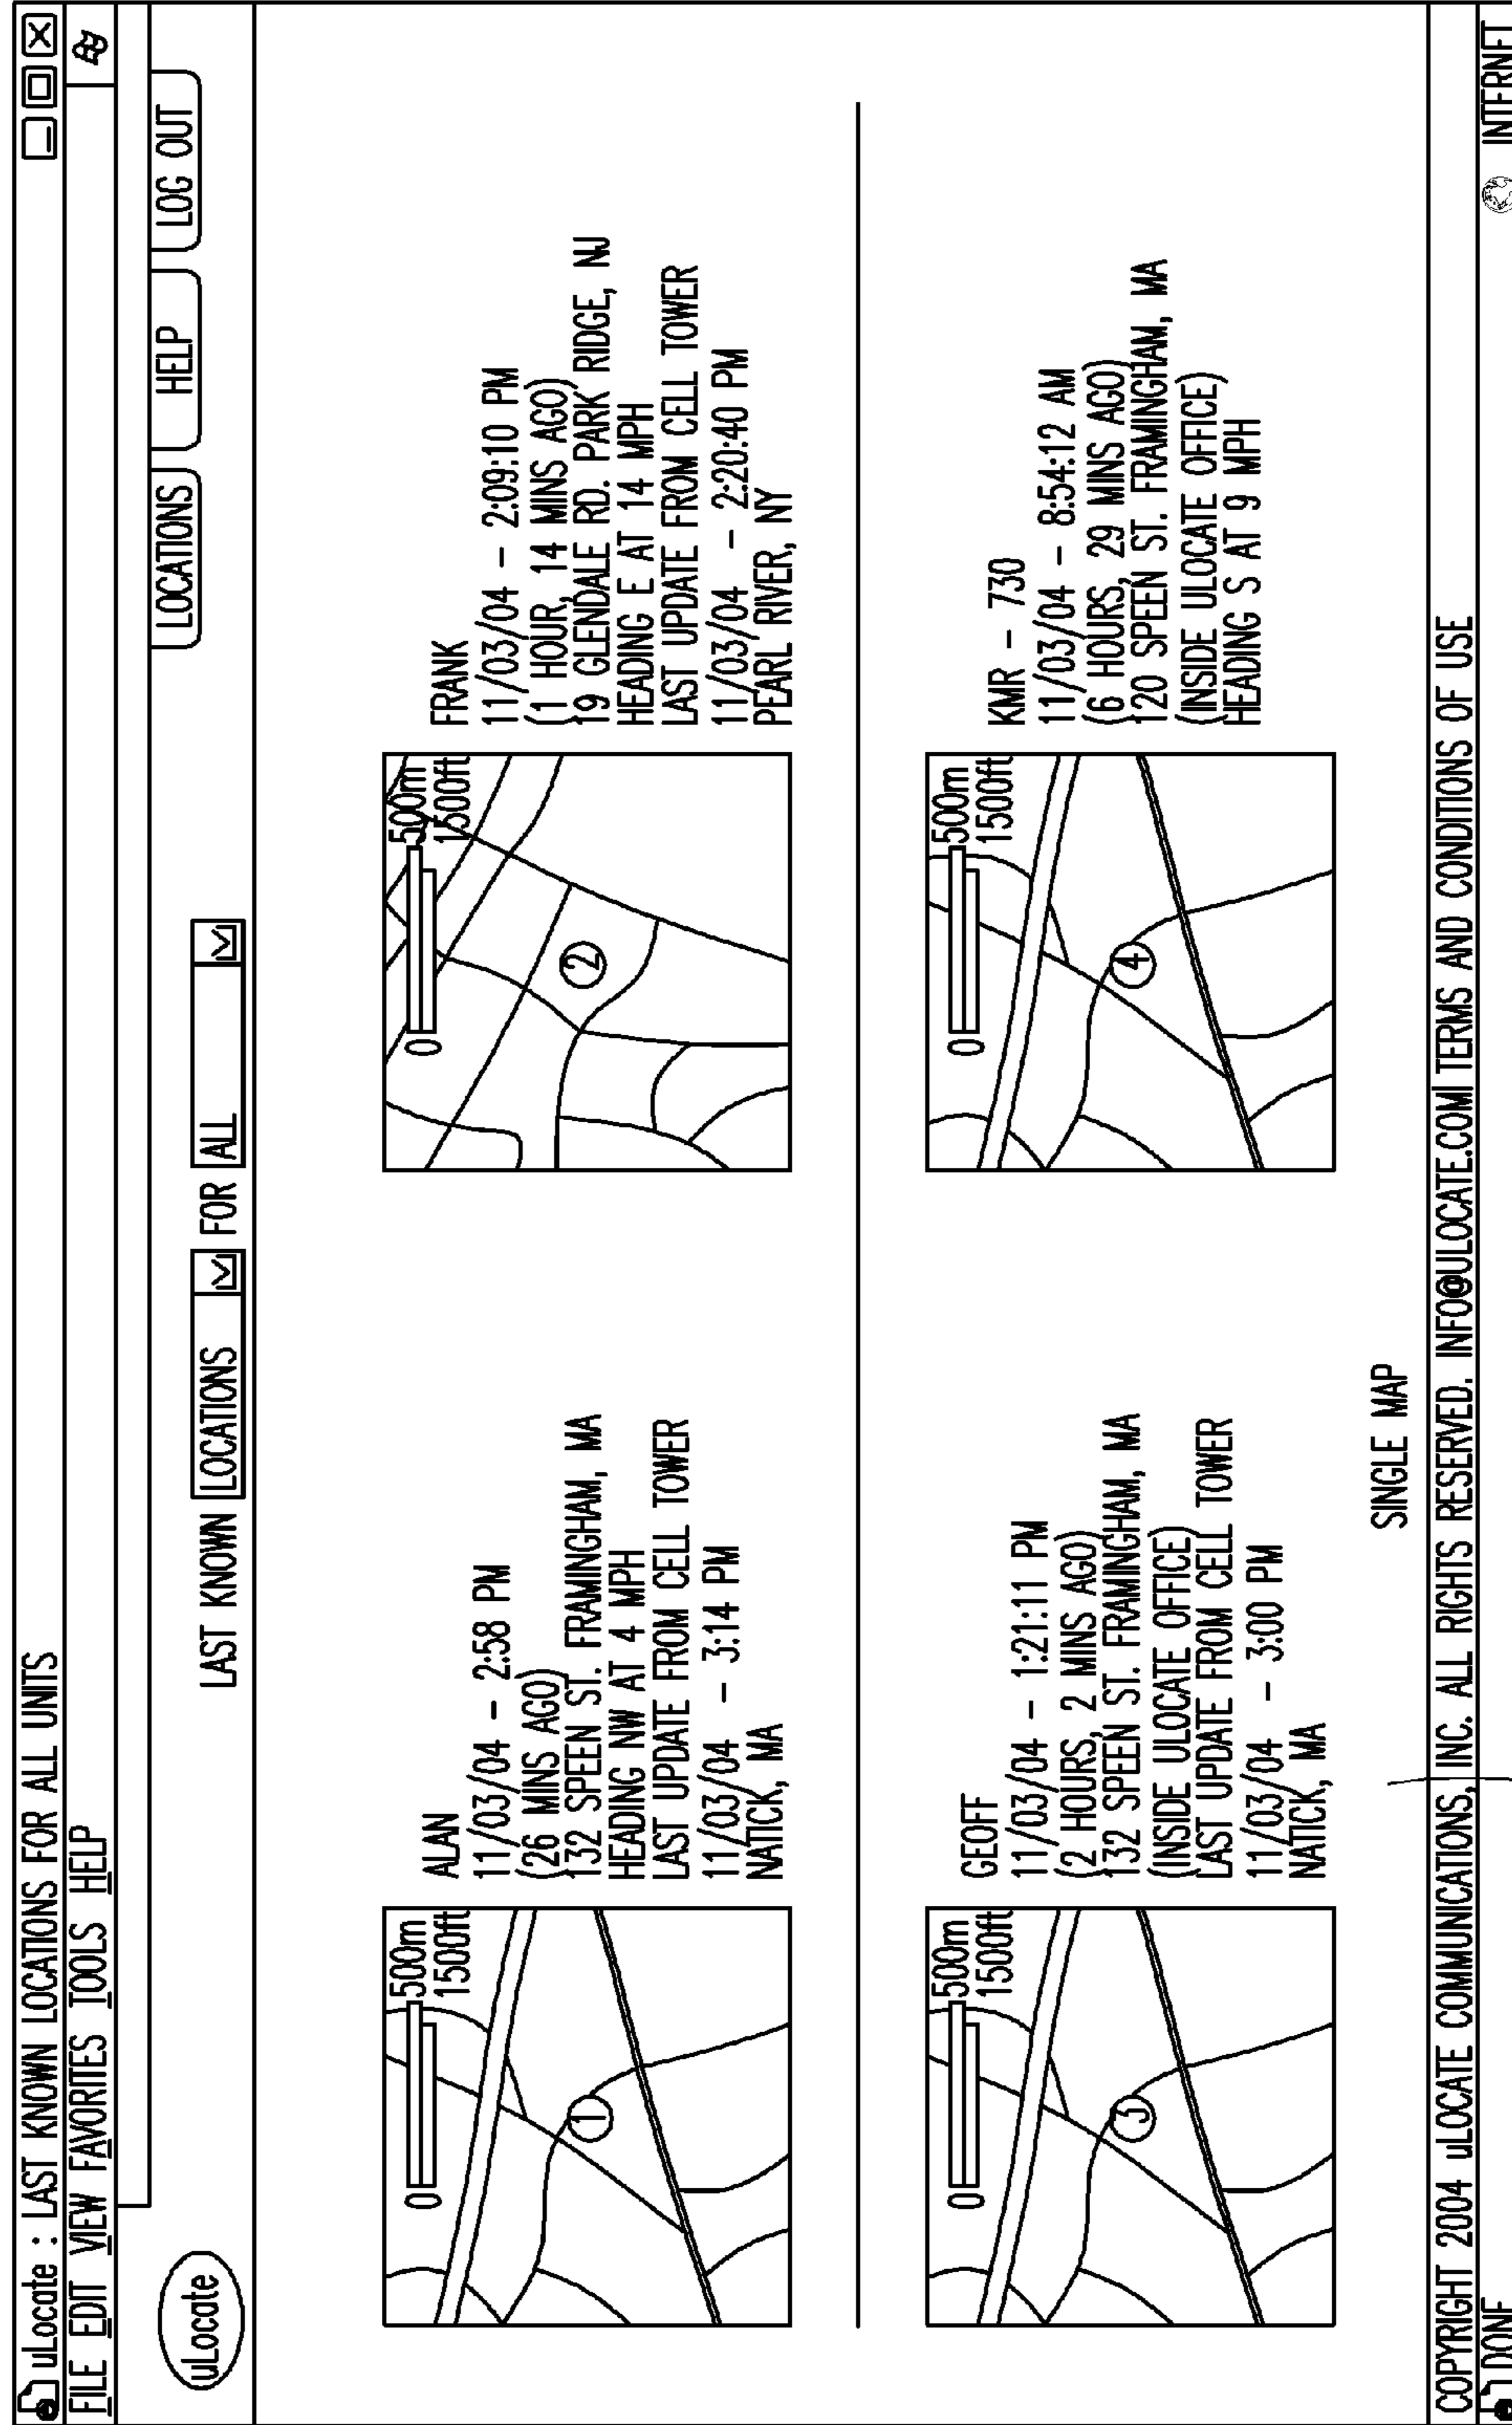 uLocate : LAST KNOWN LOCATIONS FOR ALL UNITS
FILE EDIT VIEW FAVORITES TOOLS HELP
uLocate
LOCATIONS HELP LOG OUT
LAST KNOWN LOCATIONS FOR ALL
0 500m
1500ft
1
ALAN
11/03/04 - 2:58 PM
(26 MINS AGO)
132 SPEEN ST. FRAMINGHAM, MA
HEADING NW AT 4 MPH
LAST UPDATE FROM CELL TOWER
11/03/04 - 3:14 PM
NATICK, MA
0 500m
1500ft
2
FRANK
11/03/04 - 2:09:10 PM
(1 HOUR, 14 MINS AGO)
19 GLENDALE RD. PARK RIDGE, NJ
HEADING E AT 14 MPH
LAST UPDATE FROM CELL TOWER
11/03/04 - 2:20:40 PM
PEARL RIVER, NY
0 500m
1500ft
3
GEOFF
11/03/04 - 1:21:11 PM
(2 HOURS, 2 MINS AGO)
132 SPEEN ST. FRAMINGHAM, MA
(INSIDE ULOCATE OFFICE)
LAST UPDATE FROM CELL TOWER
11/03/04 - 3:00 PM
NATICK, MA
0 500m
1500ft
4
KMR - 730
11/03/04 - 8:54:12 AM
(6 HOURS, 29 MINS AGO)
120 SPEEN ST. FRAMINGHAM, MA
(INSIDE ULOCATE OFFICE)
HEADING S AT 9 MPH
SINGLE MAP
COPYRIGHT 2004 uLOCATE COMMUNICATIONS, INC. ALL RIGHTS RESERVED. INFO@ULOCATE.COM| TERMS AND CONDITIONS OF USE
DONE INTERNET